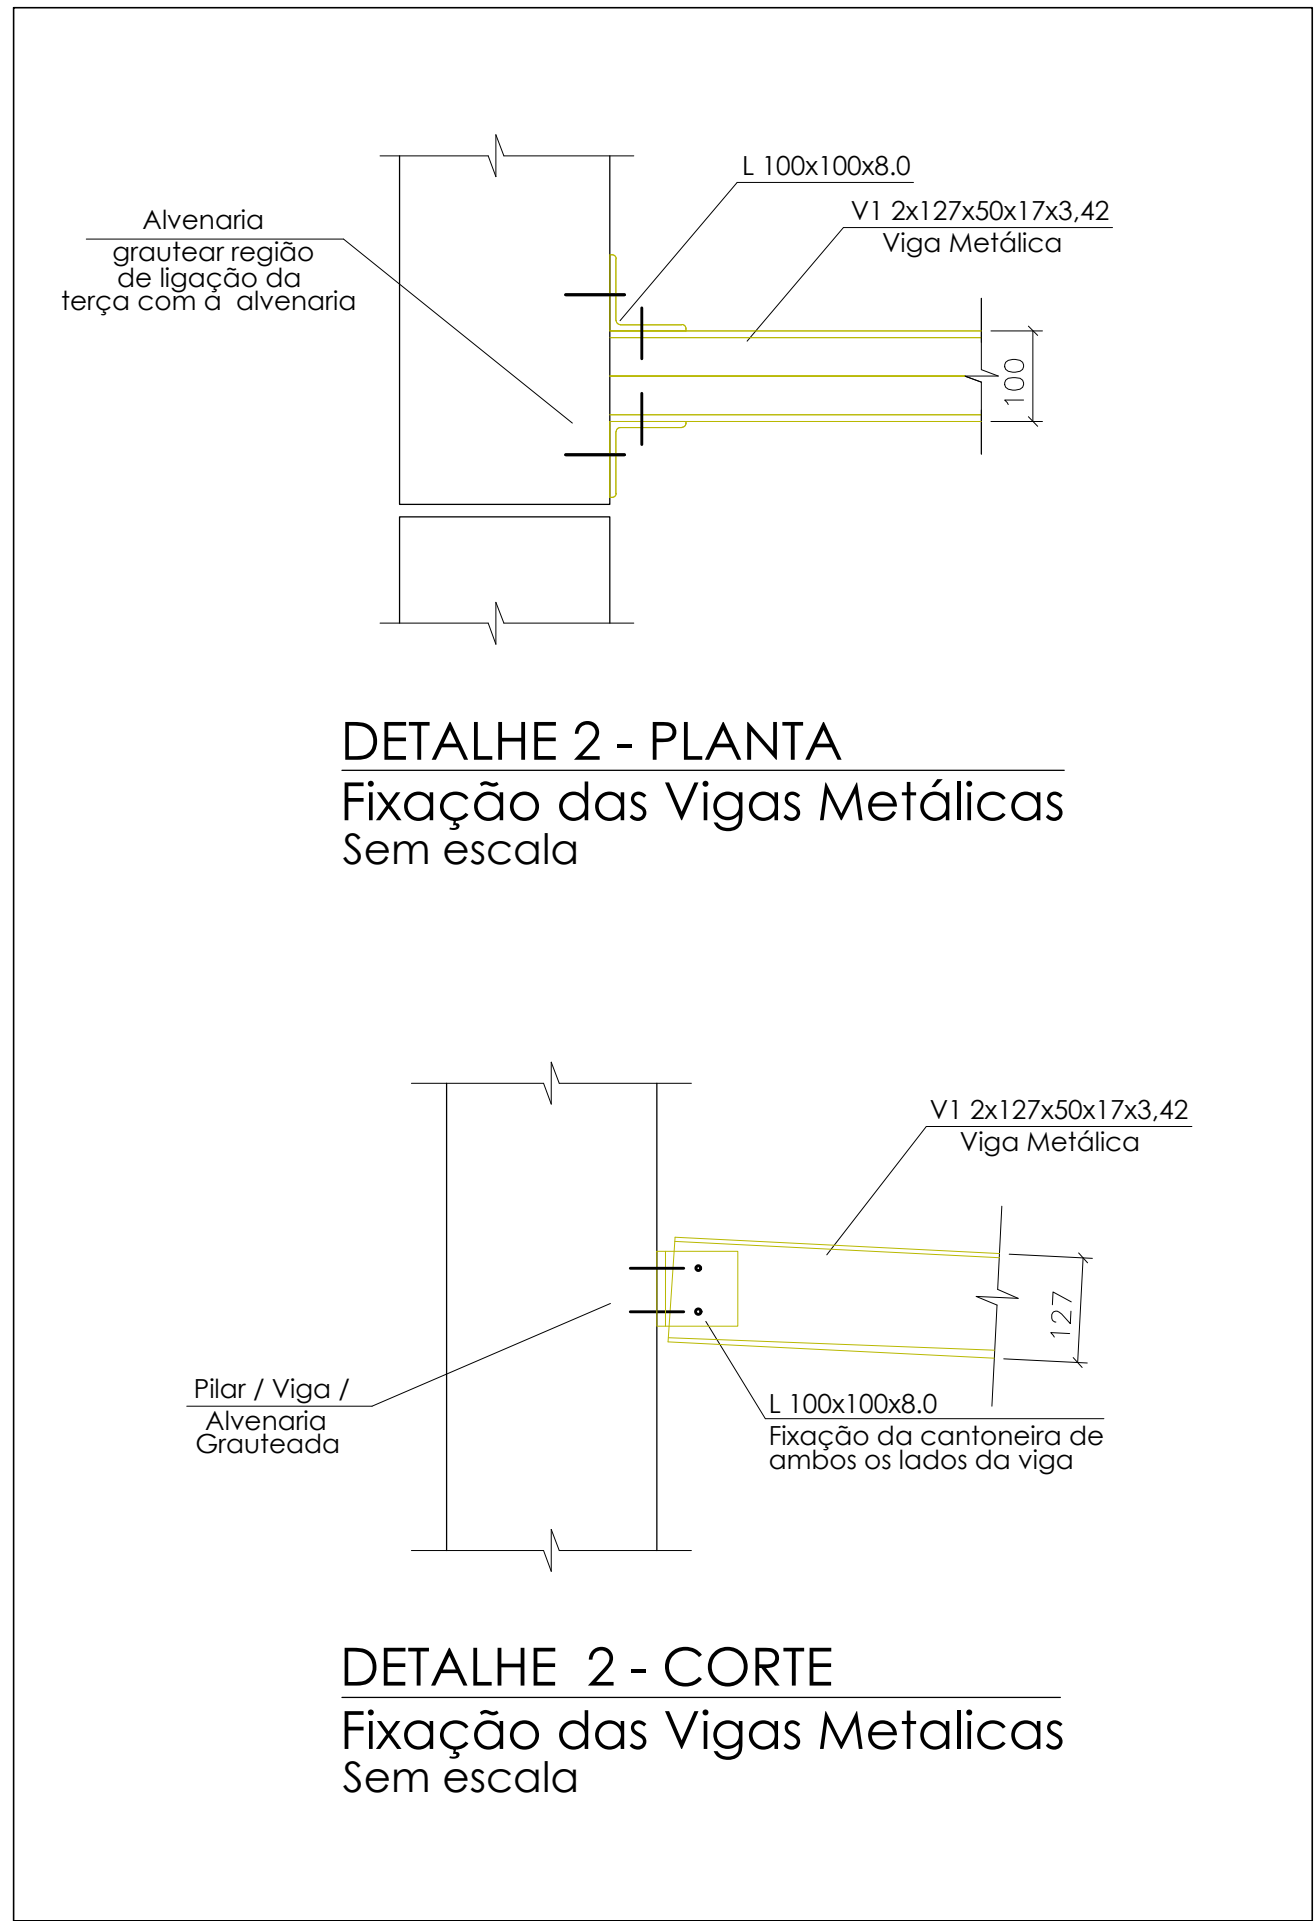 L 100x100x8.0
V1 2x127x50x17x3,42
Viga Metálica
Alvenaria
grautear região
de ligação da
terça com a alvenaria
100
DETALHE 2 - PLANTA
Fixação das Vigas Metálicas
Sem escala
V1 2x127x50x17x3,42
Viga Metálica
127
Pilar / Viga /
Alvenaria
Grauteada
L 100x100x8.0
Fixação da cantoneira de
ambos os lados da viga
DETALHE 2 - CORTE
Fixação das Vigas Metalicas
Sem escala